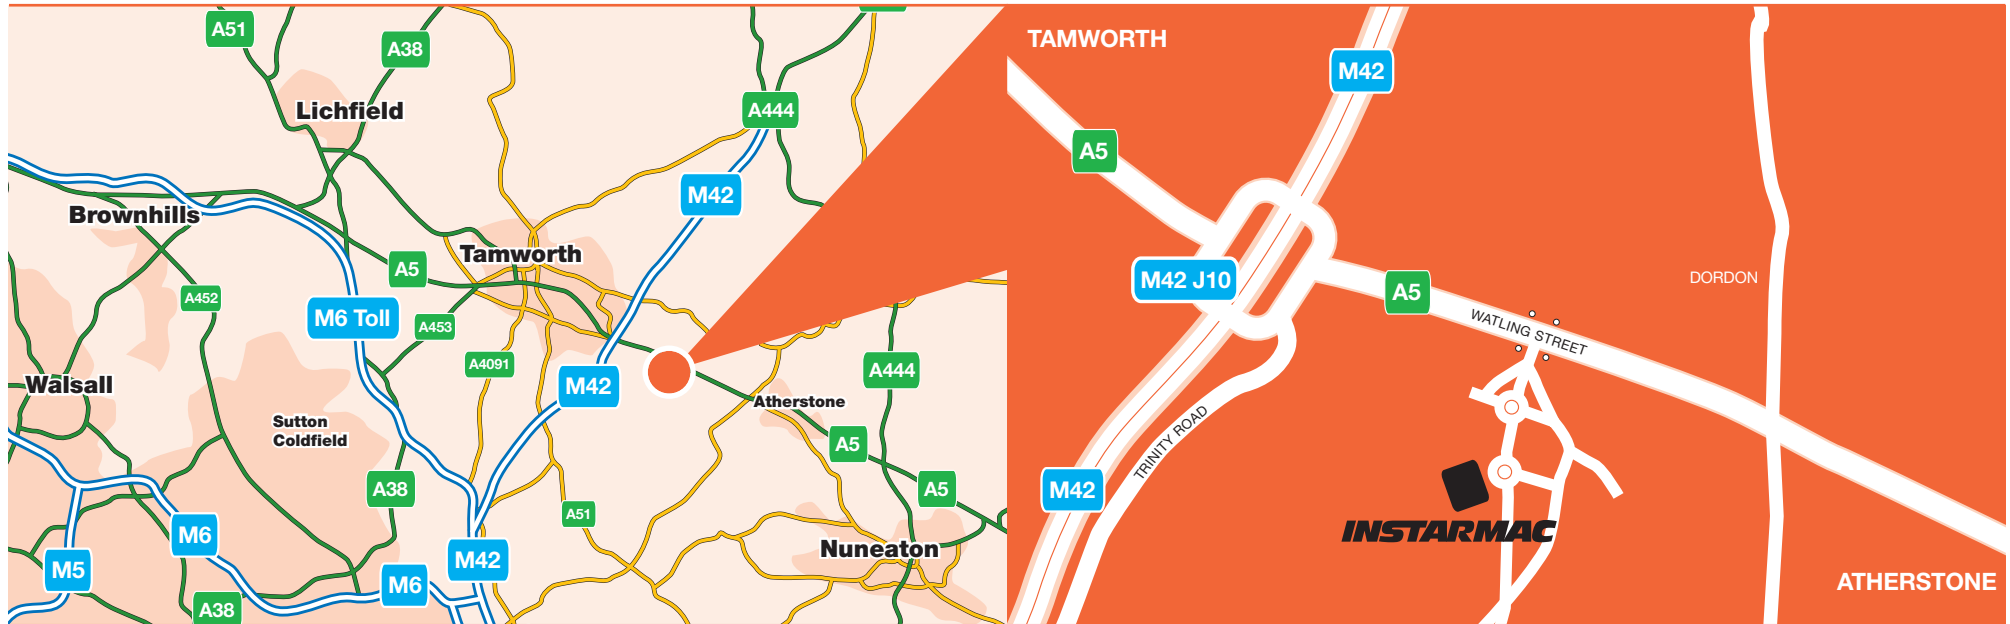 A51
A38
Lichfield
A444
M42
Brownhills
Tamworth
A5
A452
M6 Toll
A453
A4091
M42
A444
Walsall
Atherstone
Sutton
Coldfield
A5
A38
A5
A51
M6
Nuneaton
M42
M5
M6
A38
TAMWORTH
M42
A5
M42 J10
DORDON
A5
WATLING STREET
TRINITY ROAD
M42
INSTARMAC
ATHERSTONE